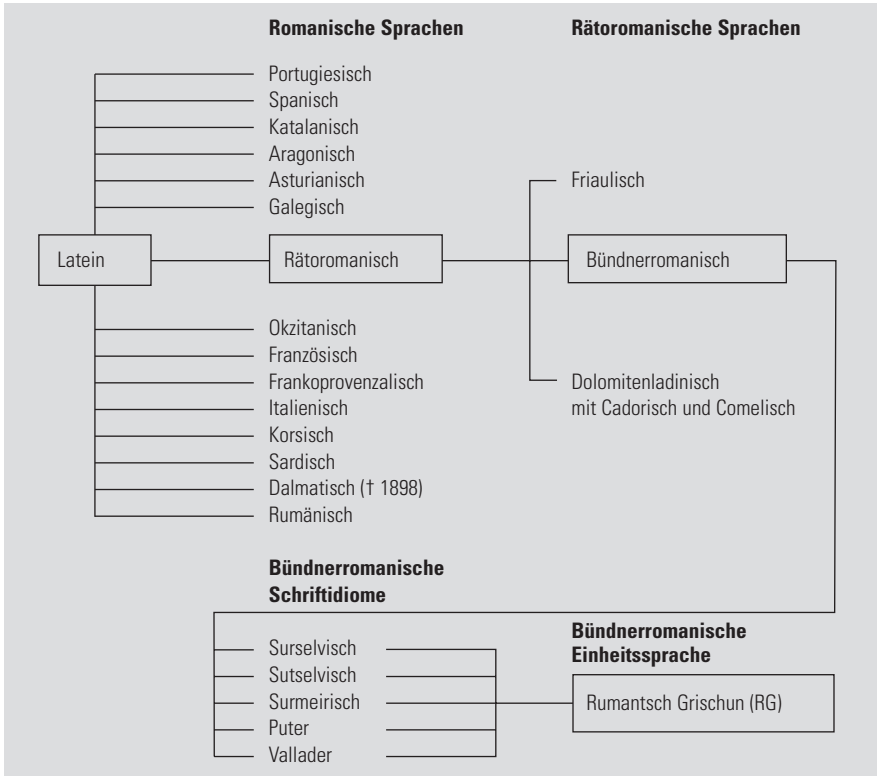 Romanische Sprachen
Rätoromanische Sprachen
Portugiesisch
Spanisch
Katalanisch
Aragonisch
Asturianisch
Friaulisch
Galegisch
Latein
Rätoromanisch
Bündnerromanisch
Okzitanisch
Französisch
Frankoprovenzalisch
Dolomitenladinisch
mit Cadorisch und Comelisch
Italienisch
Korsisch
Sardisch
Dalmatisch († 1898)
Rumänisch
Bündnerromanische
Schriftidiome
Surselvisch
Sutselvisch
Surmeirisch
Puter
Vallader
Bündnerromanische
Einheitssprache
Rumantsch Grischun (RG)